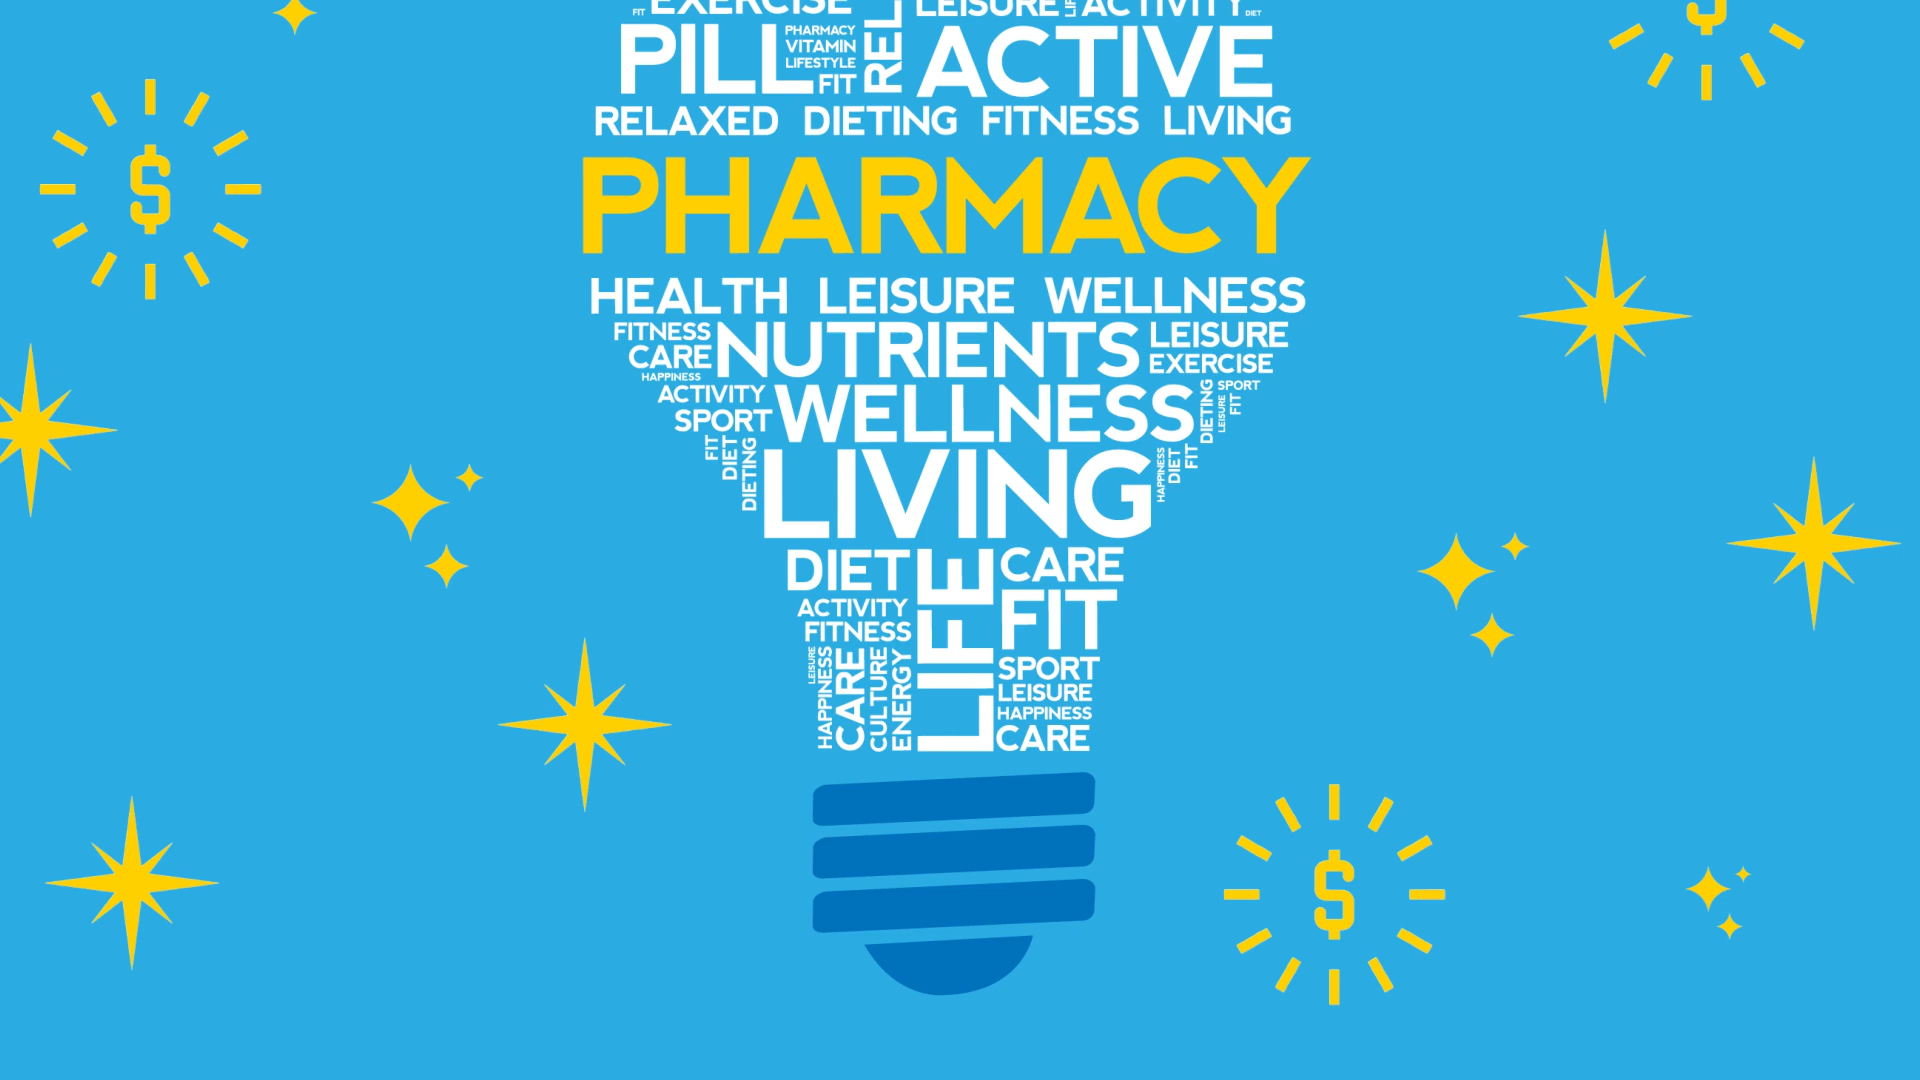 FIT EXERCISE LEISURE LIFE ACTIVITY DIET
PILL PHARMACY VITAMIN LIFESTYLE FIT ACTIVE
RELAXED DIETING FITNESS LIVING
PHARMACY
HEALTH LEISURE WELLNESS
FITNESS NUTRIENTS LEISURE
CARE EXERCISE
HAPPINESS
ACTIVITY WELLNESS DIETING SPORT
SPORT LEISURE FIT
FIT DIET DIETING LIVING HAPPINESS DIET FIT
DIET LIFE CARE
ACTIVITY FIT
FITNESS
LEISURE HAPPINESS CARE CULTURE ENERGY SPORT
LEISURE
HAPPINESS
CARE
$
$
$